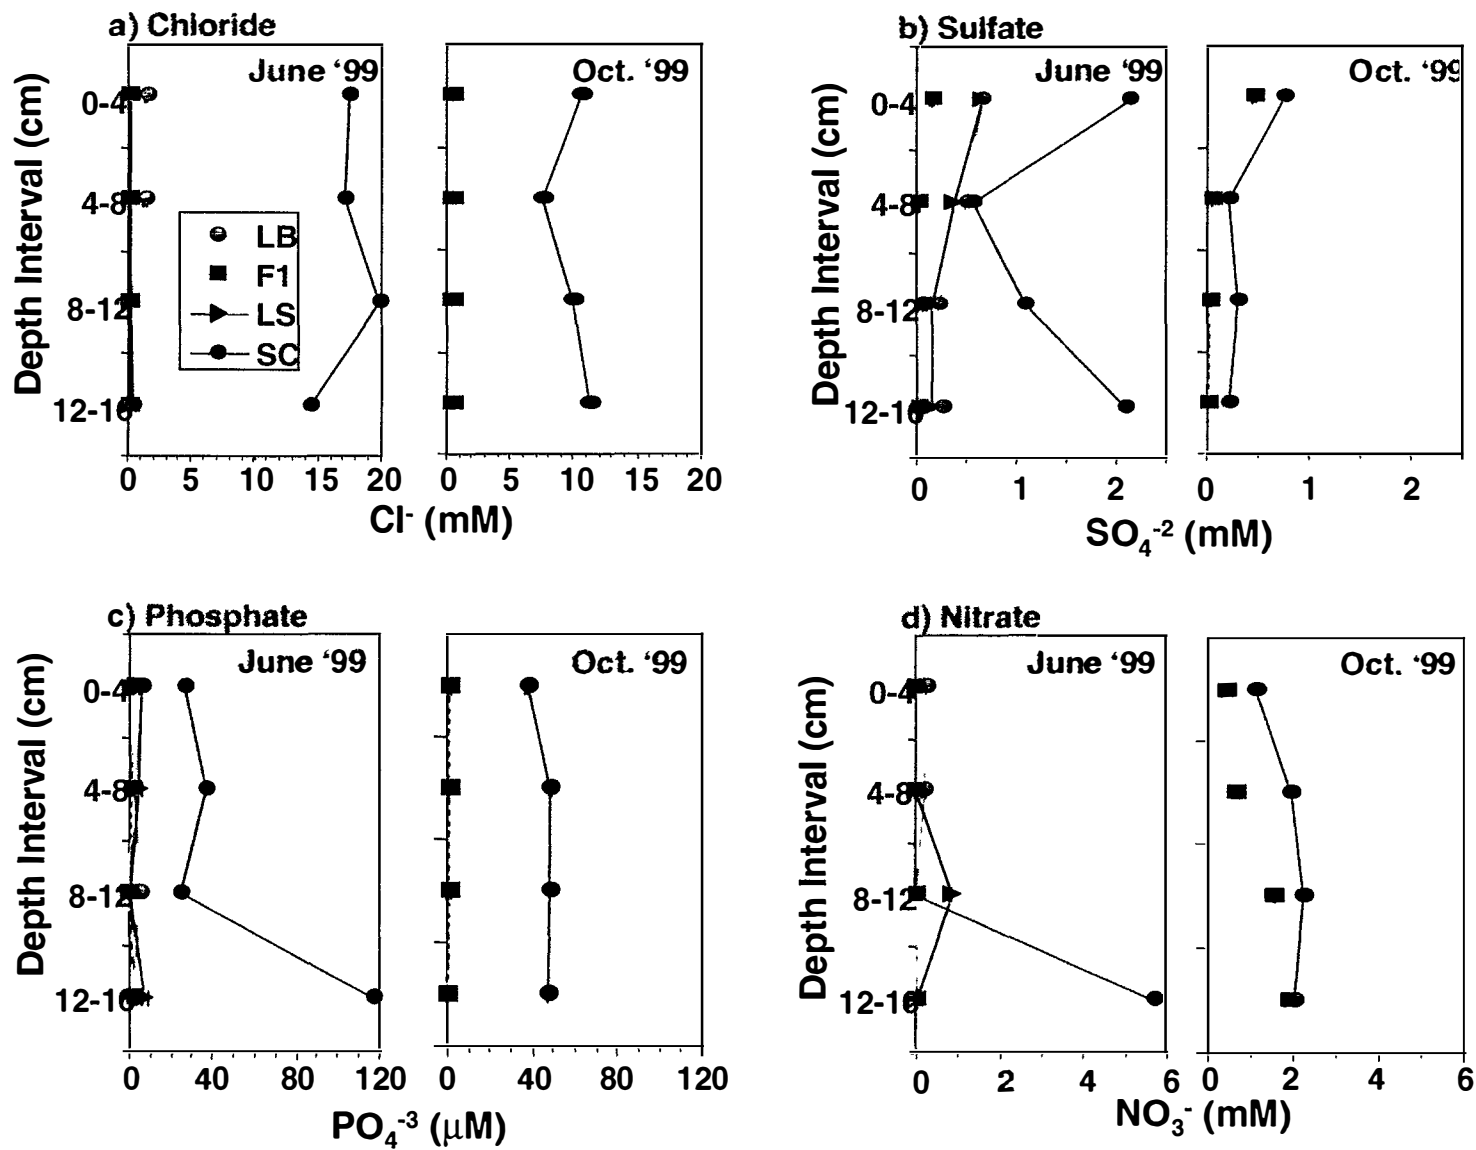 a) Chloride
June ‘99
Oct. ‘99
Depth Interval (cm)
0-4
4-8
8-12
12-16
LB
F1
LS
SC
0 5 10 15 20
0 5 10 15 20
Cl- (mM)
b) Sulfate
June ‘99
Oct. ‘99
Depth Interval (cm)
0-4
4-8
8-12
12-16
0 1 2
0 1 2
SO4-2 (mM)
c) Phosphate
June ‘99
Oct. ‘99
Depth Interval (cm)
0-4
4-8
8-12
12-16
0 40 80 120
0 40 80 120
PO4-3 (μM)
d) Nitrate
June ‘99
Oct. ‘99
Depth Interval (cm)
0-4
4-8
8-12
12-16
0 2 4 6
0 2 4 6
NO3- (mM)